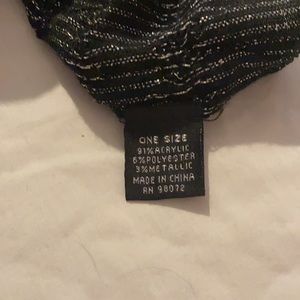 ONE SIZE
91%ACRYLIC
6%POLYESTER
3%METALLIC
MADE IN CHINA
RN 98072